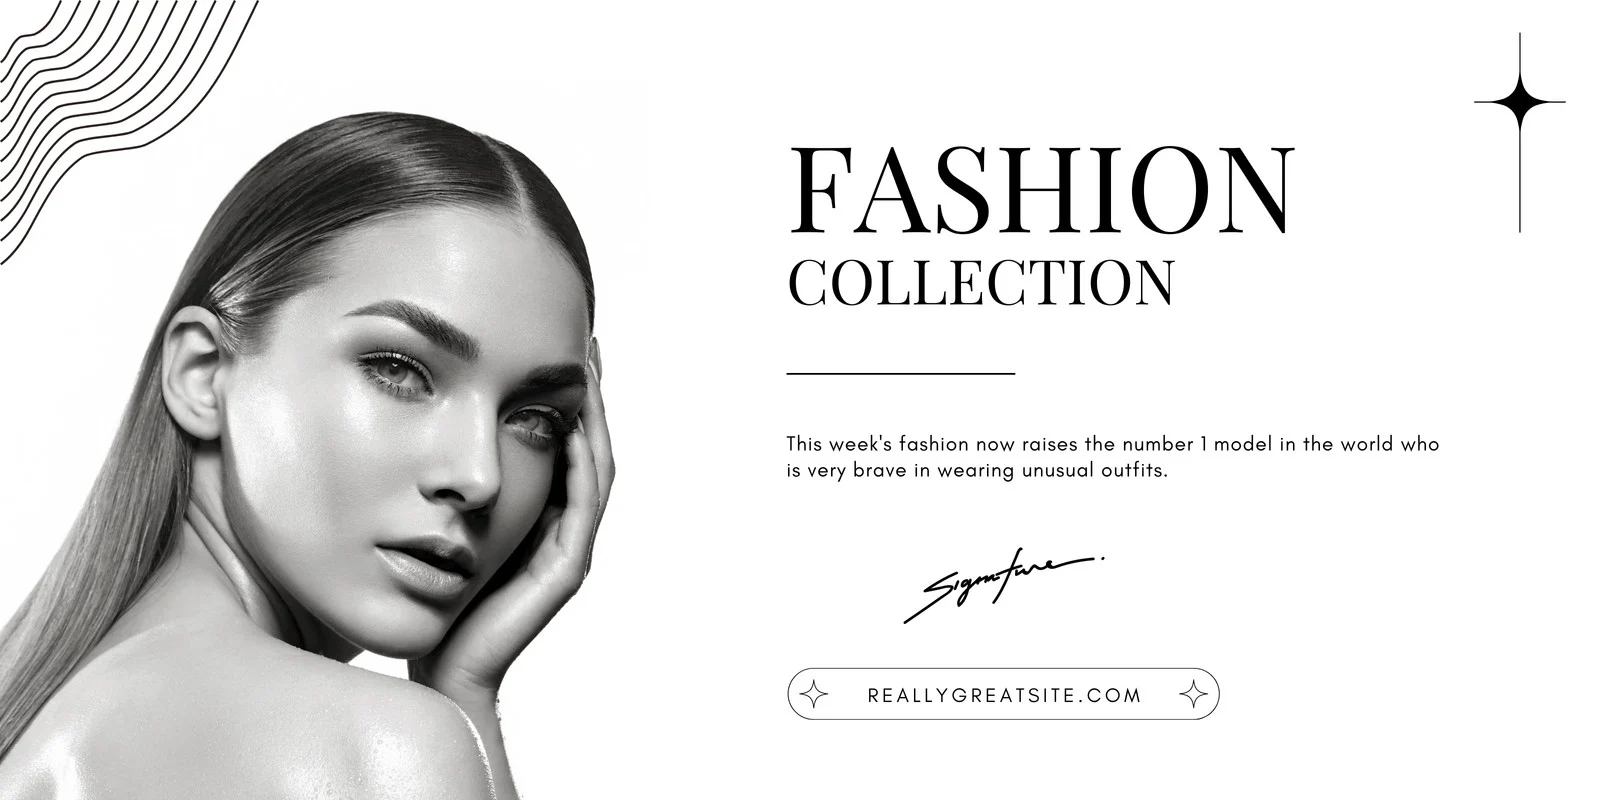 FASHION
COLLECTION
This week's fashion now raises the number 1 model in the world who
is very brave in wearing unusual outfits.
Signature
REALLYGREATSITE.COM